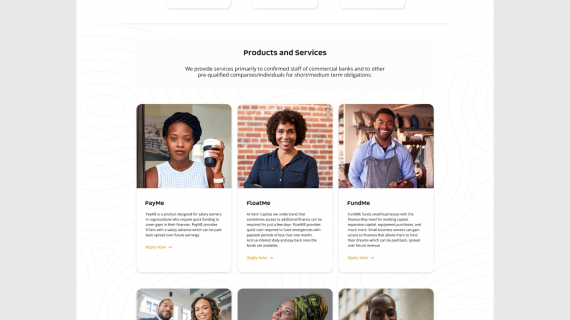 Products and Services
We provide services primarily to confirmed staff of commercial banks and to other
pre-qualified companies/individuals for short/medium term obligations.
PayMe
PayME is a product designed for salary earners
in organizations who require quick funding to
cover gaps in their finances. PayME provides
with a salary advance which can be paid
back spread over future earnings.
Apply Now →
FloatMe
we understand that
sometimes access to additional finance can be
required for just a few days. FloatME provides
quick cash required to fund emergencies with
payback periods of less than one month.
Accrue interest daily and pay back once the
funds are available.
Apply Now →
FundMe
FundME funds small businesses with the
finance they need for working capital,
expansion capital, equipment purchases, and
much more. Small business owners can gain
access to finances that allows them to fund
their dreams which can be paid back, spread
over future revenue.
Apply Now →